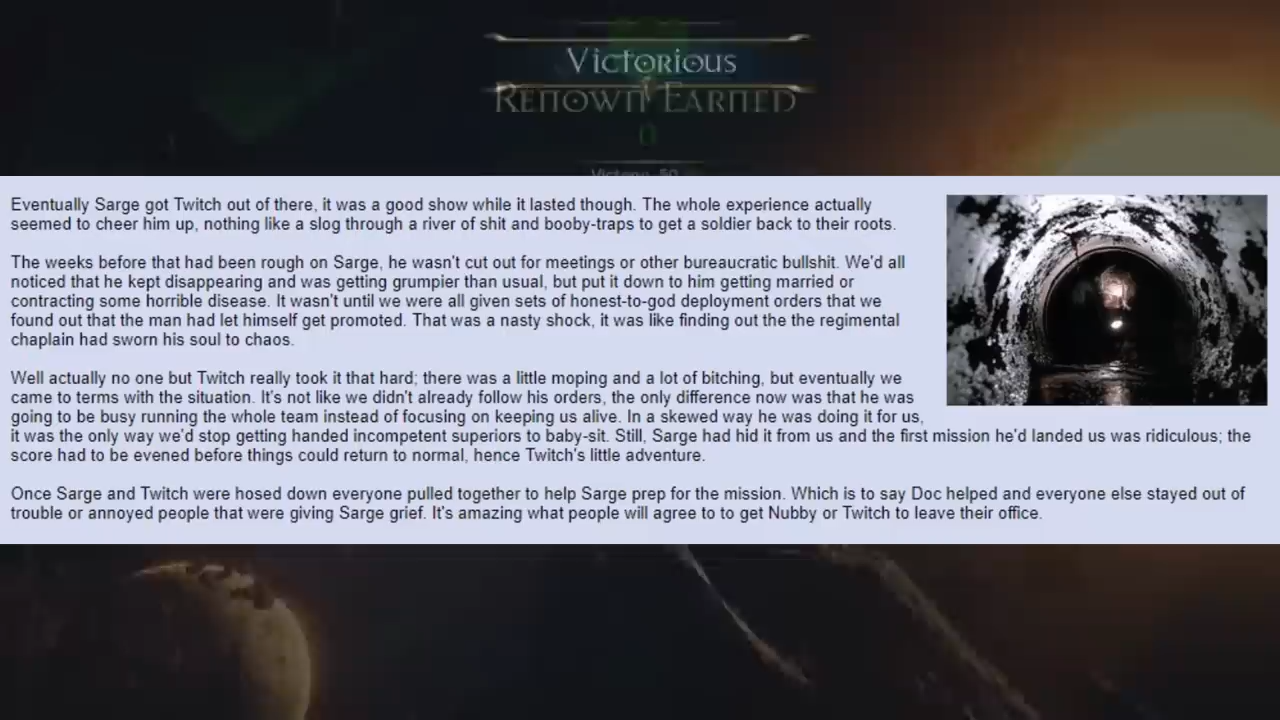 Victorious
Renown Earned
0
Victory 50
Eventually Sarge got Twitch out of there, it was a good show while it lasted though. The whole experience actually
seemed to cheer him up, nothing like a slog through a river of shit and booby-traps to get a soldier back to their roots.
The weeks before that had been rough on Sarge, he wasn't cut out for meetings or other bureaucratic bullshit. We'd all
noticed that he kept disappearing and was getting grumpier than usual, but put it down to him getting married or
contracting some horrible disease. It wasn't until we were all given sets of honest-to-god deployment orders that we
found out that the man had let himself get promoted. That was a nasty shock, it was like finding out the the regimental
chaplain had sworn his soul to chaos.
Well actually no one but Twitch really took it that hard; there was a little moping and a lot of bitching, but eventually we
came to terms with the situation. It's not like we didn't already follow his orders, the only difference now was that he was
going to be busy running the whole team instead of focusing on keeping us alive. In a skewed way he was doing it for us,
it was the only way we'd stop getting handed incompetent superiors to baby-sit. Still, Sarge had hid it from us and the first mission he'd landed us was ridiculous; the
score had to be evened before things could return to normal, hence Twitch's little adventure.
Once Sarge and Twitch were hosed down everyone pulled together to help Sarge prep for the mission. Which is to say Doc helped and everyone else stayed out of
trouble or annoyed people that were giving Sarge grief. It's amazing what people will agree to to get Nubby or Twitch to leave their office.